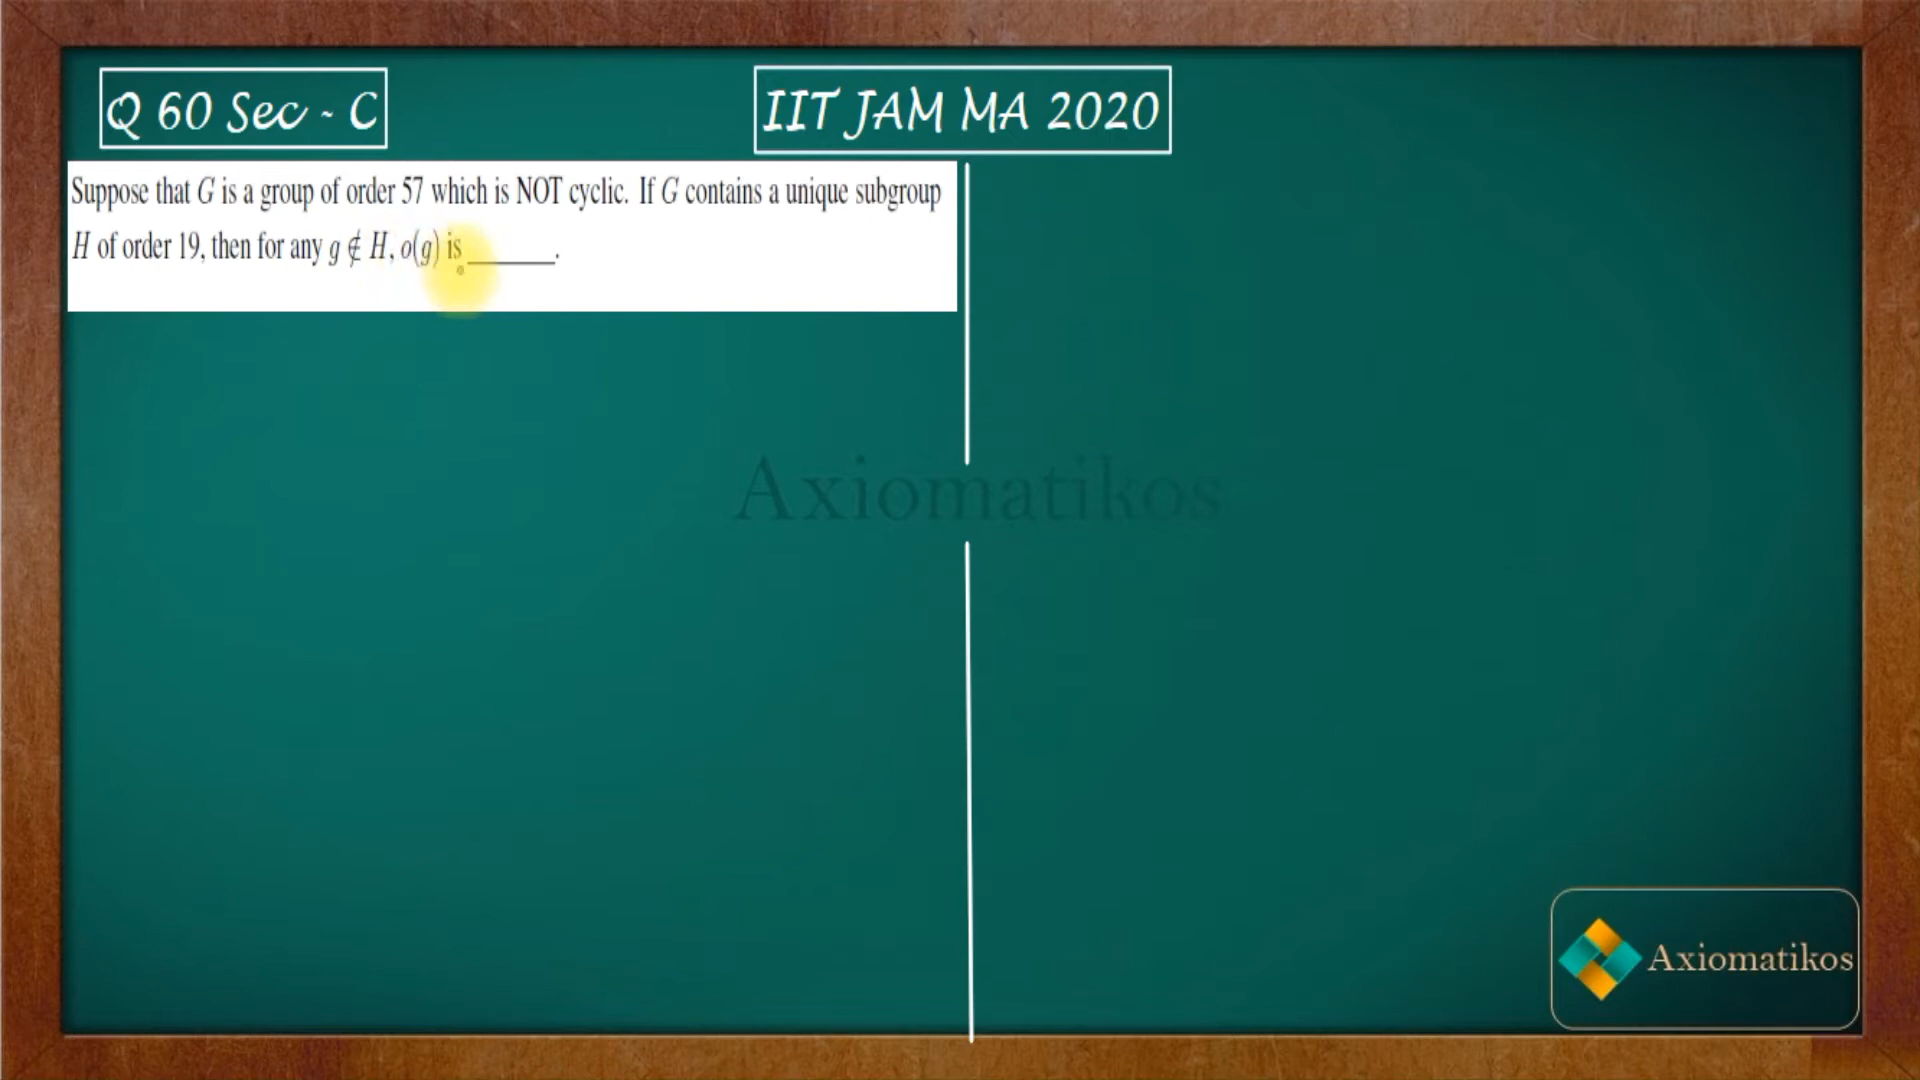 Q 60 Sec - C
IIT JAM MA 2020
Suppose that G is a group of order 57 which is NOT cyclic. If G contains a unique subgroup
H of order 19, then for any g ∉ H, o(g) is ______.
Axiomatikos
Axiomatikos